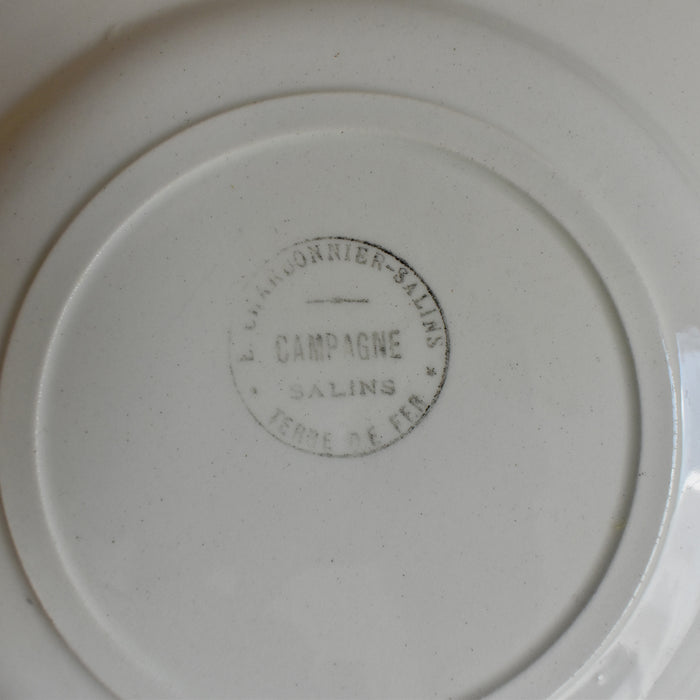 E. CHARBONNIER-SALINS
CAMPAGNE
SALINS
* TERRE DE FER *